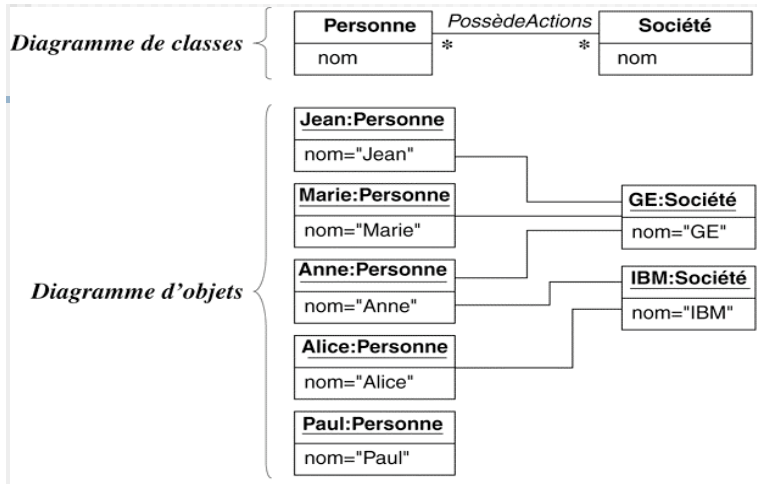 Diagramme de classes
Personne
nom
PossèdeActions
*
*
Société
nom
Diagramme d'objets
Jean:Personne
nom="Jean"
Marie:Personne
nom="Marie"
Anne:Personne
nom="Anne"
Alice:Personne
nom="Alice"
Paul:Personne
nom="Paul"
GE:Société
nom="GE"
IBM:Société
nom="IBM"